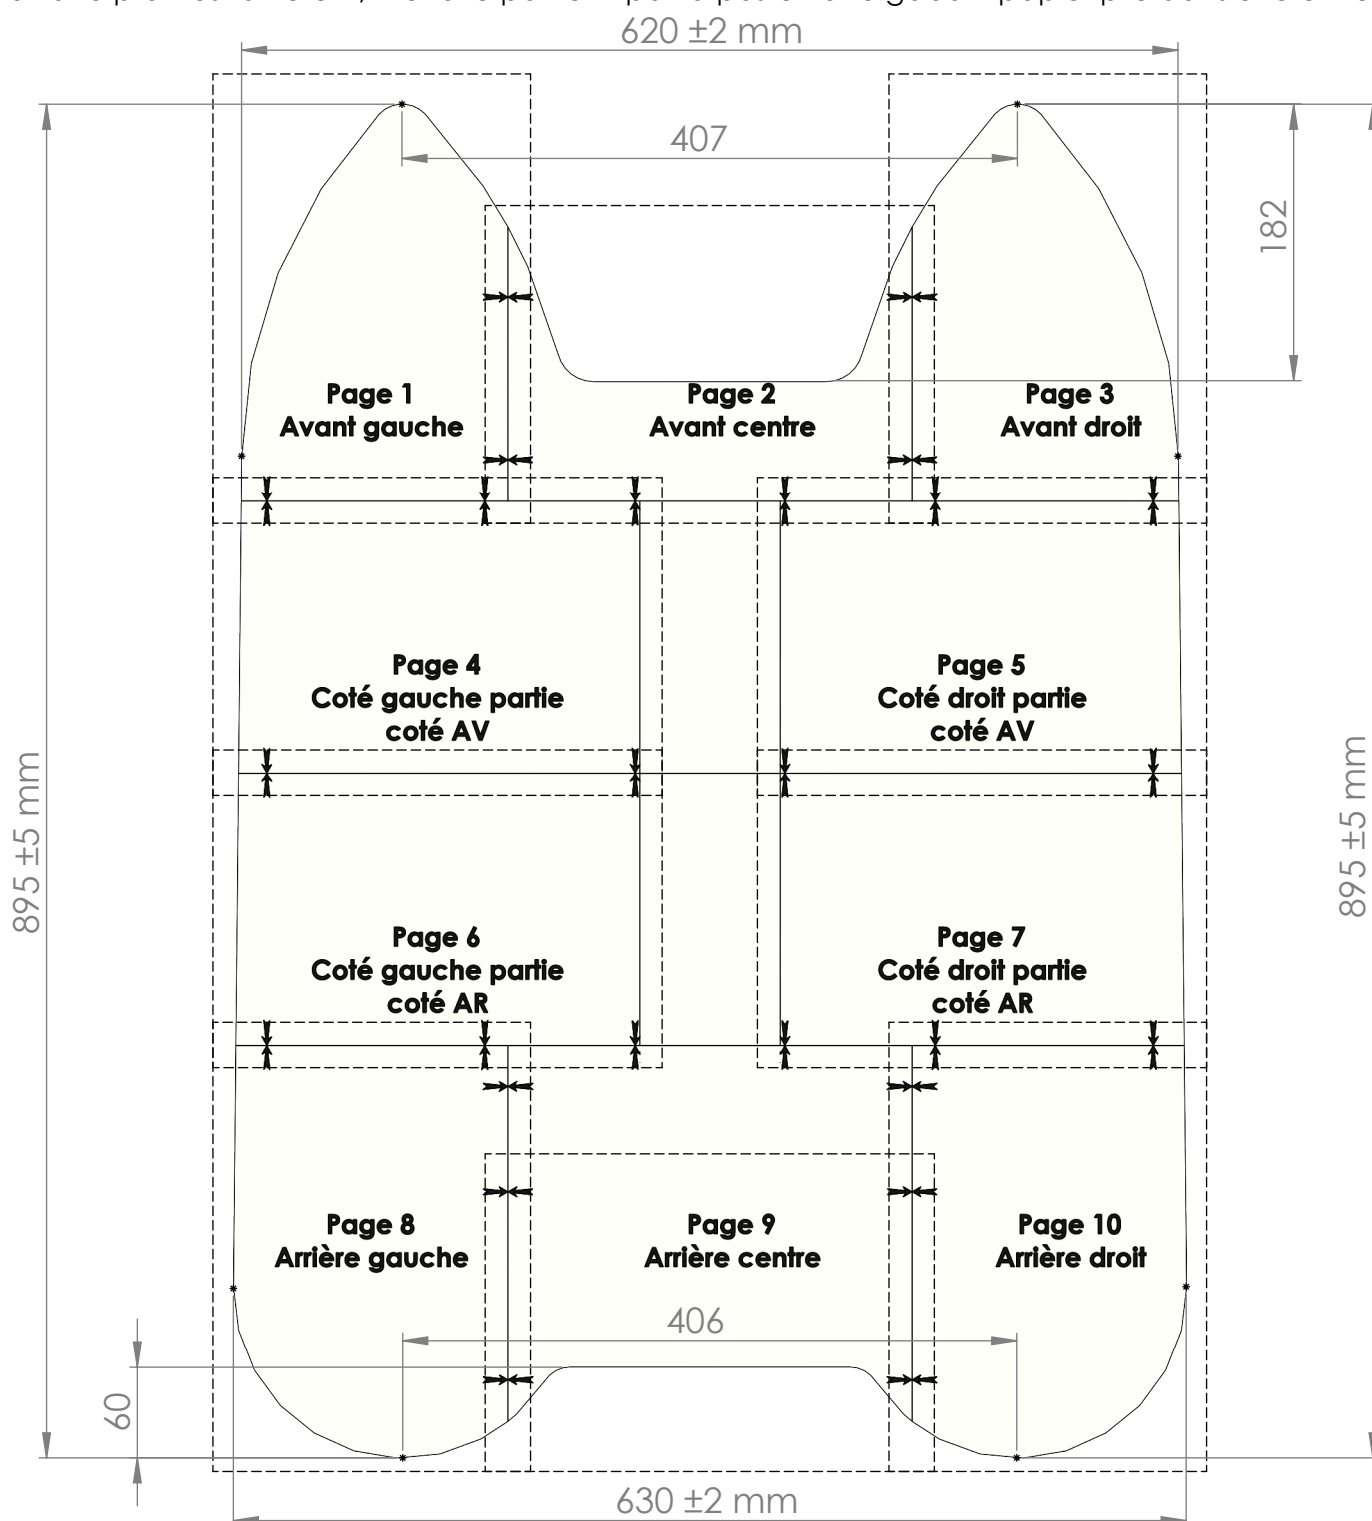 620 ±2 mm
407
182
Page 1
Avant gauche
Page 2
Avant centre
Page 3
Avant droit
Page 4
Coté gauche partie
coté AV
Page 5
Coté droit partie
coté AV
895 ±5 mm
895 ±5 mm
Page 6
Coté gauche partie
coté AR
Page 7
Coté droit partie
coté AR
Page 8
Arrière gauche
Page 9
Arrière centre
Page 10
Arrière droit
406
60
630 ±2 mm